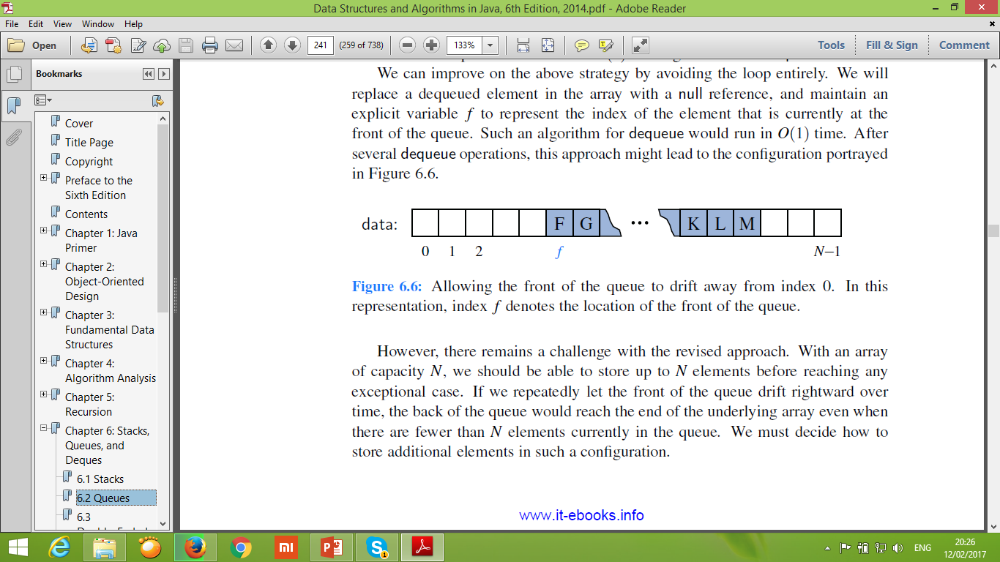 Data Structures and Algorithms in Java, 6th Edition, 2014.pdf - Adobe Reader
File Edit View Window Help
Open 241 (259 of 738) 133% Tools Fill & Sign Comment
Bookmarks
Cover
Title Page
Copyright
Preface to the
Sixth Edition
Contents
Chapter 1: Java
Primer
Chapter 2:
Object-Oriented
Design
Chapter 3:
Fundamental Data
Structures
Chapter 4:
Algorithm Analysis
Chapter 5:
Recursion
Chapter 6: Stacks,
Queues, and
Deques
6.1 Stacks
6.2 Queues
6.3
We can improve on the above strategy by avoiding the loop entirely. We will
replace a dequeued element in the array with a null reference, and maintain an
explicit variable f to represent the index of the element that is currently at the
front of the queue. Such an algorithm for dequeue would run in O(1) time. After
several dequeue operations, this approach might lead to the configuration portrayed
in Figure 6.6.
data: F G ··· K L M
0 1 2 f N−1
Figure 6.6: Allowing the front of the queue to drift away from index 0. In this
representation, index f denotes the location of the front of the queue.
However, there remains a challenge with the revised approach. With an array
of capacity N, we should be able to store up to N elements before reaching any
exceptional case. If we repeatedly let the front of the queue drift rightward over
time, the back of the queue would reach the end of the underlying array even when
there are fewer than N elements currently in the queue. We must decide how to
store additional elements in such a configuration.
www.it-ebooks.info
ENG
20:26
12/02/2017